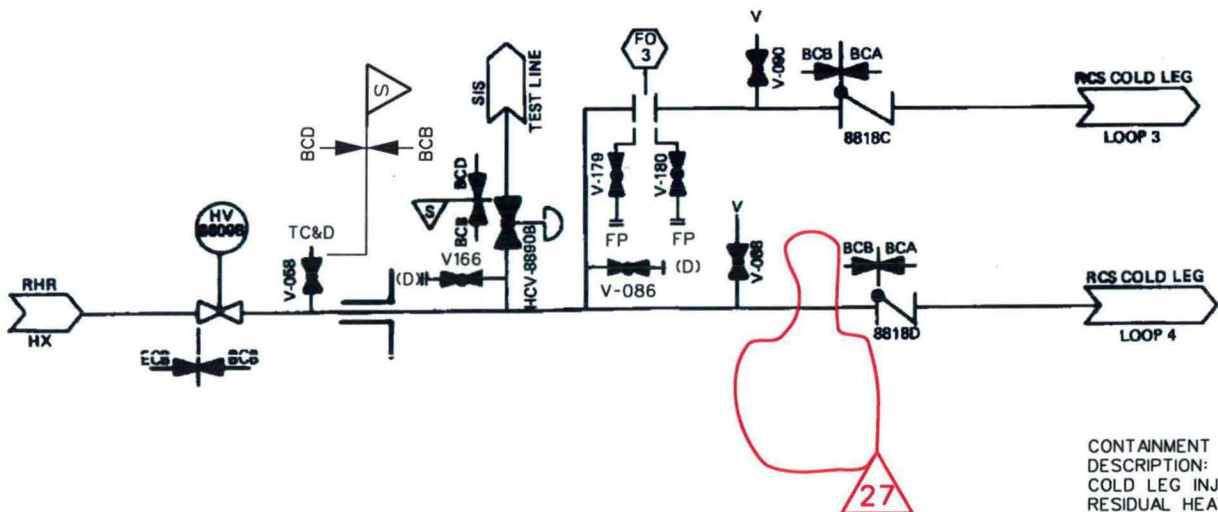 FO
3
V
V-090
BCB
BCA
RCS COLD LEG
LOOP 3
8818C
S
SIS
TEST LINE
BCD
BCB
V-179
V-180
FP
FP
BCD
S
BCB
HCV-8890B
V166
(D)
V-086
(D)
V
V-088
BCB
BCA
RCS COLD LEG
LOOP 4
8818D
HV
8809B
TC&D
V-058
RHR
HX
ECB
BCB
27
CONTAINMENT
DESCRIPTION:
COLD LEG INJ
RESIDUAL HEA